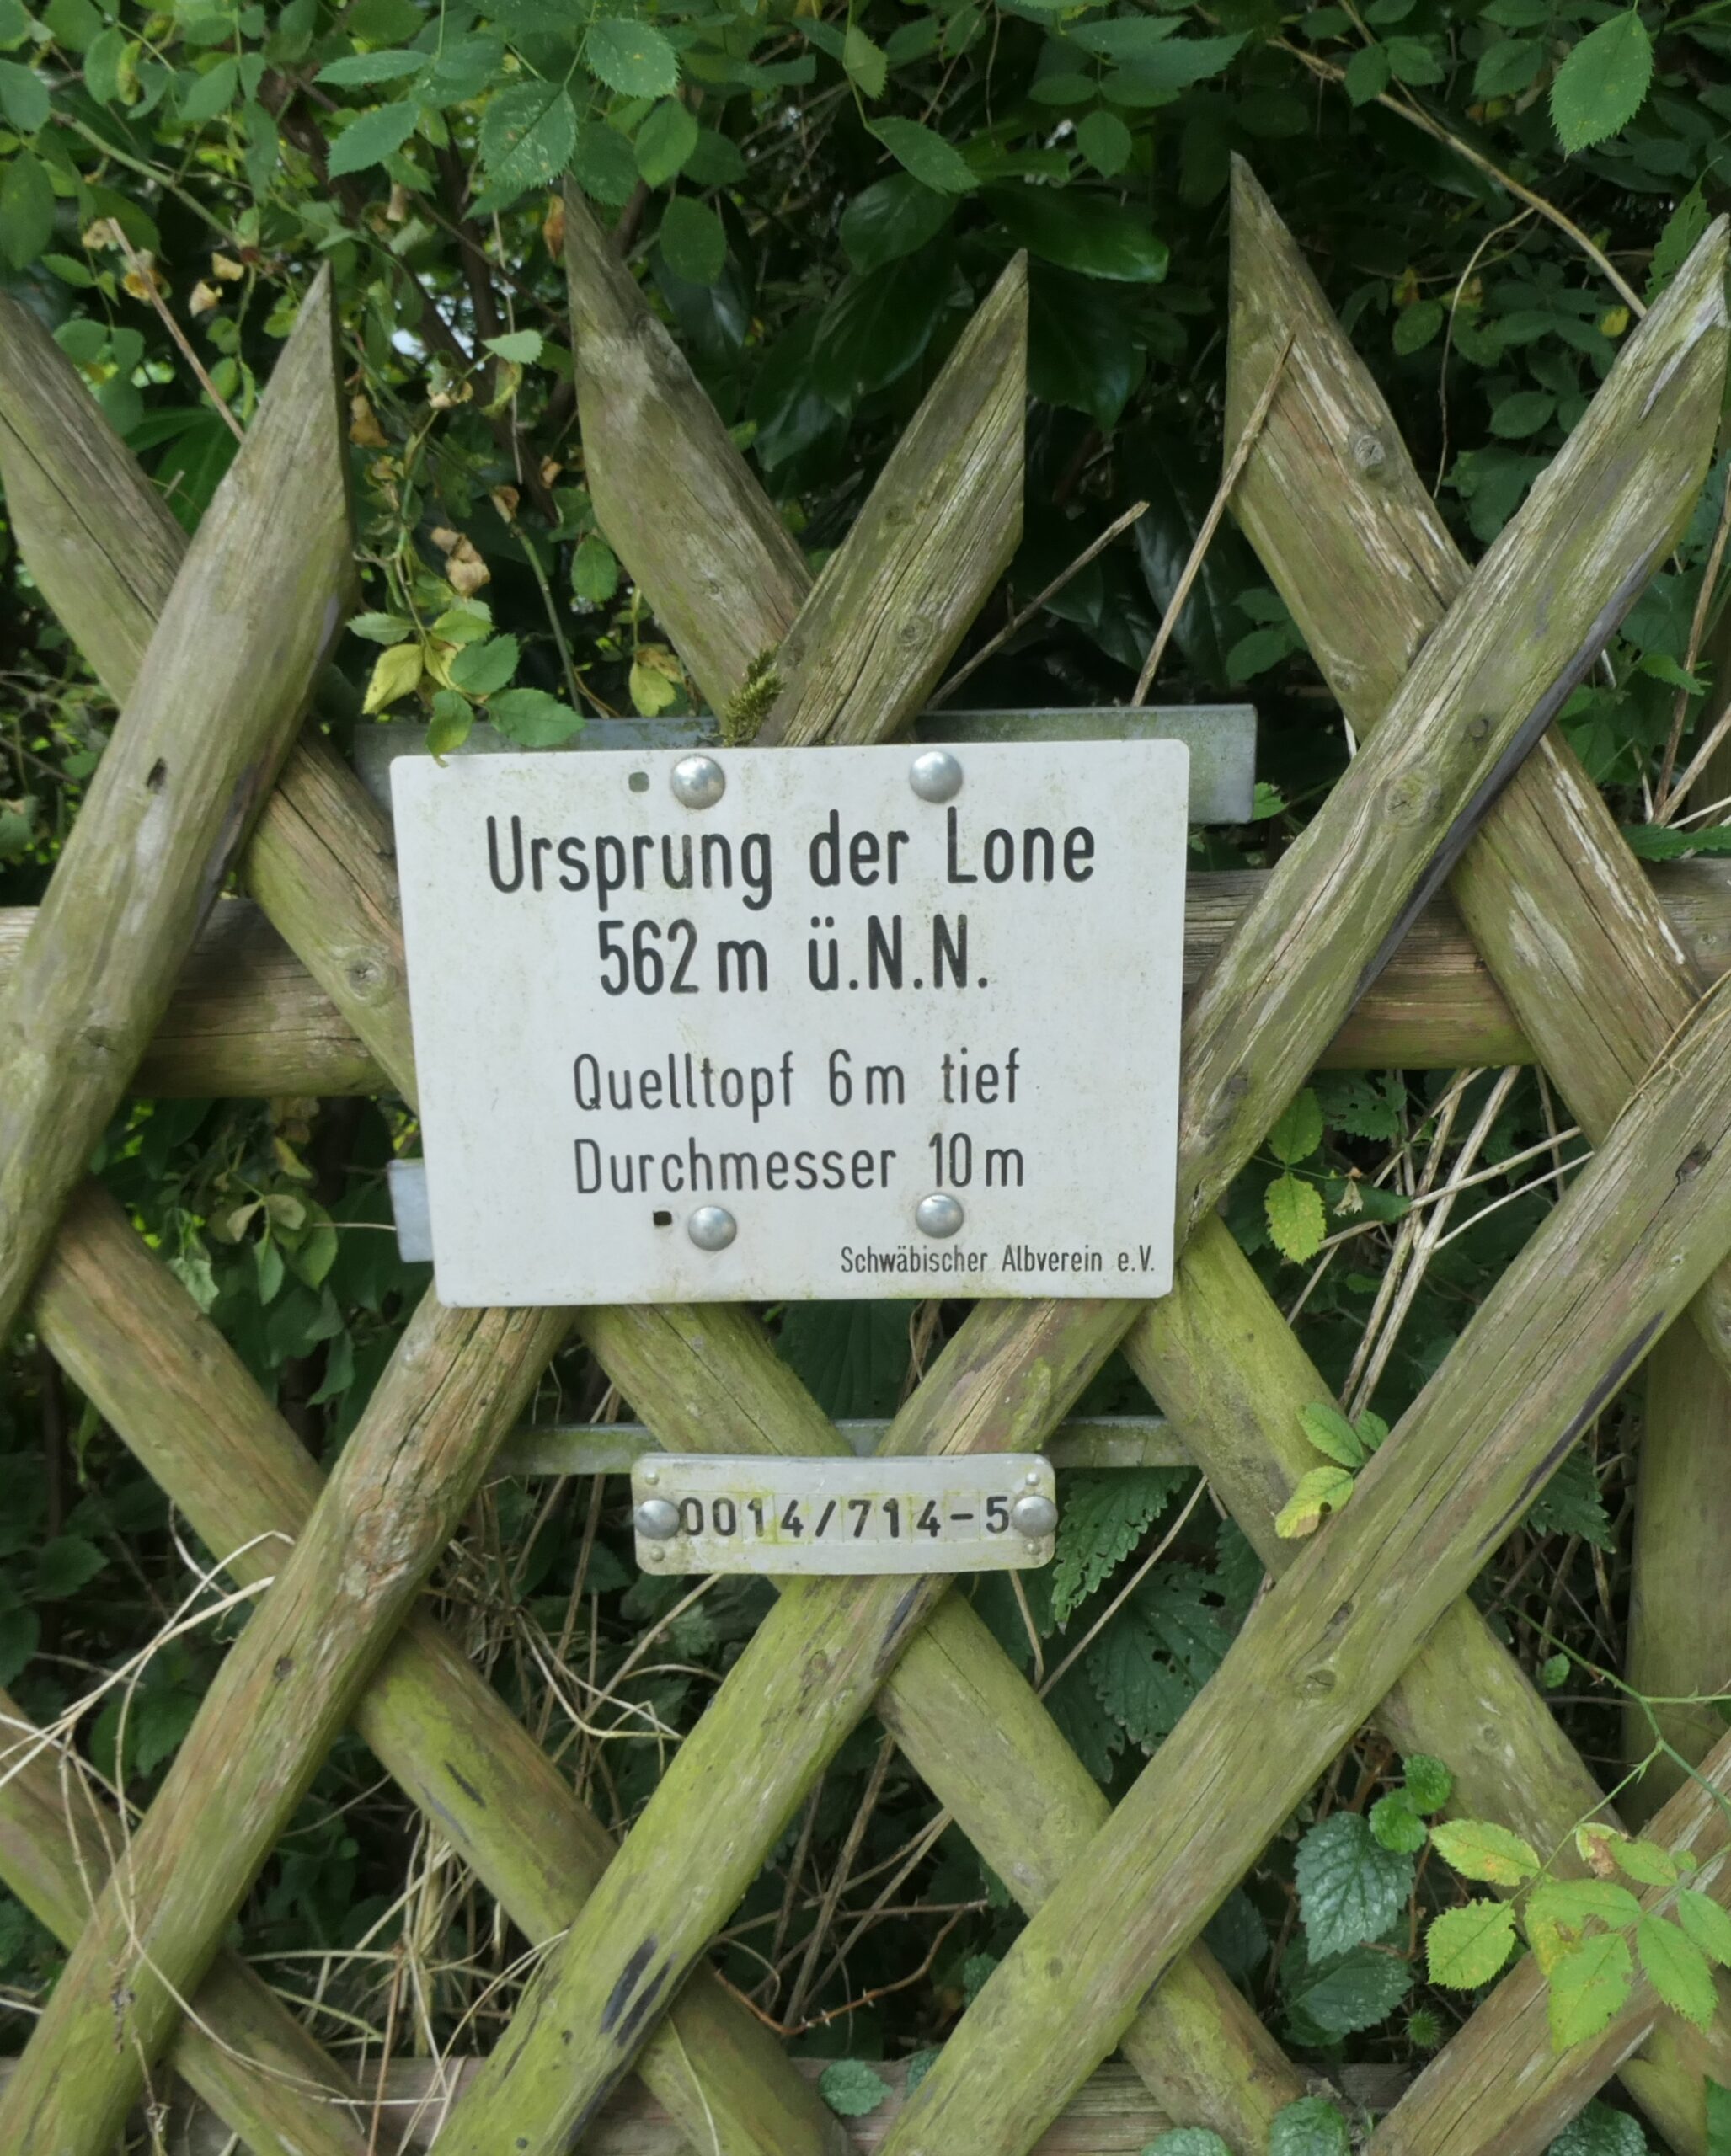 Ursprung der Lone
562 m ü.N.N.
Quelltopf 6 m tief
Durchmesser 10 m
Schwäbischer Albverein e.V.
0014/714-5